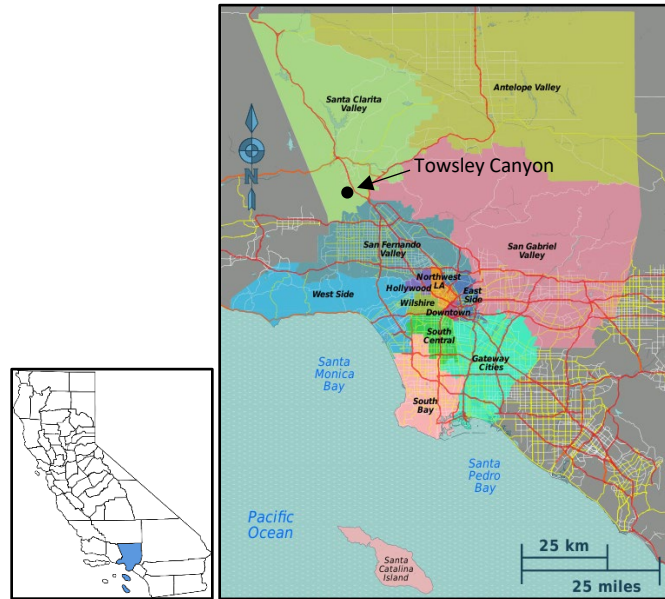 Santa Clarita
Valley
Antelope Valley
N
Towsley Canyon
San Fernando
Valley
San Gabriel
Valley
Northwest
LA
Hollywood
East
Side
West Side
Wilshire
Downtown
South
Central
Gateway
Cities
Santa
Monica
Bay
South
Bay
Santa
Pedro
Bay
Pacific
Ocean
Santa
Catalina
Island
25 km
25 miles